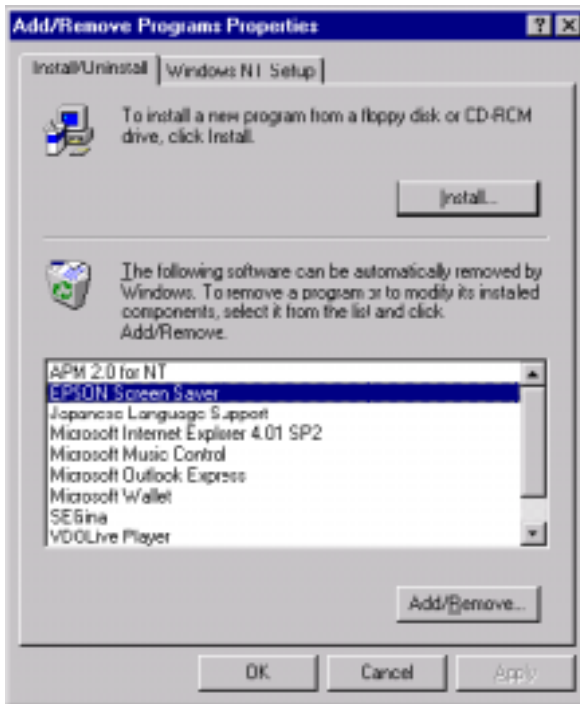 Add/Remove Programs Properties
Install/Uninstall
Windows NT Setup
To install a new program from a floppy disk or CD-ROM
drive, click Install.
Install...
The following software can be automatically removed by
Windows. To remove a program or to modify its installed
components, select it from the list and click
Add/Remove.
APM 2.0 for NT
EPSON Screen Saver
Japanese Language Support
Microsoft Internet Explorer 4.01 SP2
Microsoft Music Control
Microsoft Outlook Express
Microsoft Wallet
VDOLive Player
Add/Remove...
OK
Cancel
Apply